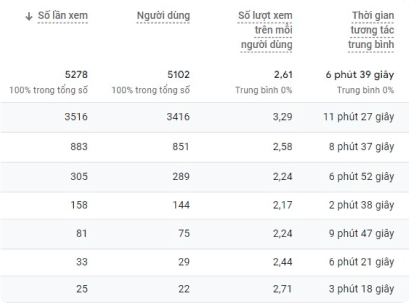 ↓ Số lần xem Người dùng Số lượt xem trên mỗi người dùng Thời gian tương tác trung bình
5278 5102 2,61 6 phút 39 giây
100% trong tổng số 100% trong tổng số Trung bình 0% Trung bình 0%
3516 3416 3,29 11 phút 27 giây
883 851 2,58 8 phút 37 giây
305 289 2,24 6 phút 52 giây
158 144 2,17 2 phút 38 giây
81 75 2,24 9 phút 47 giây
33 29 2,44 6 phút 21 giây
25 22 2,71 3 phút 18 giây